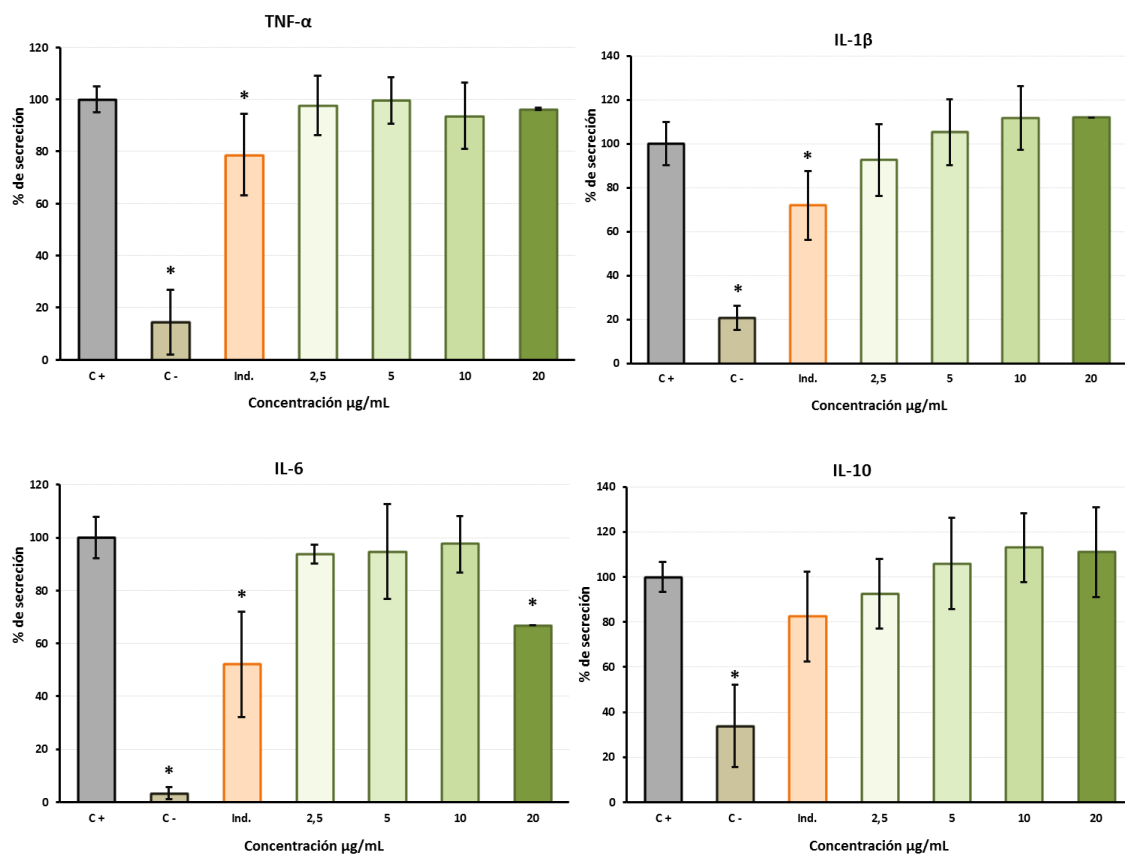 TNF-α
% de secreción
120
100
80
60
40
20
0
*
*
C +
C -
Ind.
2,5
5
10
20
Concentración µg/mL
IL-1β
% de secreción
140
120
100
80
60
40
20
0
*
*
C +
C -
Ind.
2,5
5
10
20
Concentración µg/mL
IL-6
% de secreción
120
100
80
60
40
20
0
*
*
*
C +
C -
Ind.
2,5
5
10
20
Concentración µg/mL
IL-10
% de secreción
140
120
100
80
60
40
20
0
*
C +
C -
Ind.
2,5
5
10
20
Concentración µg/mL